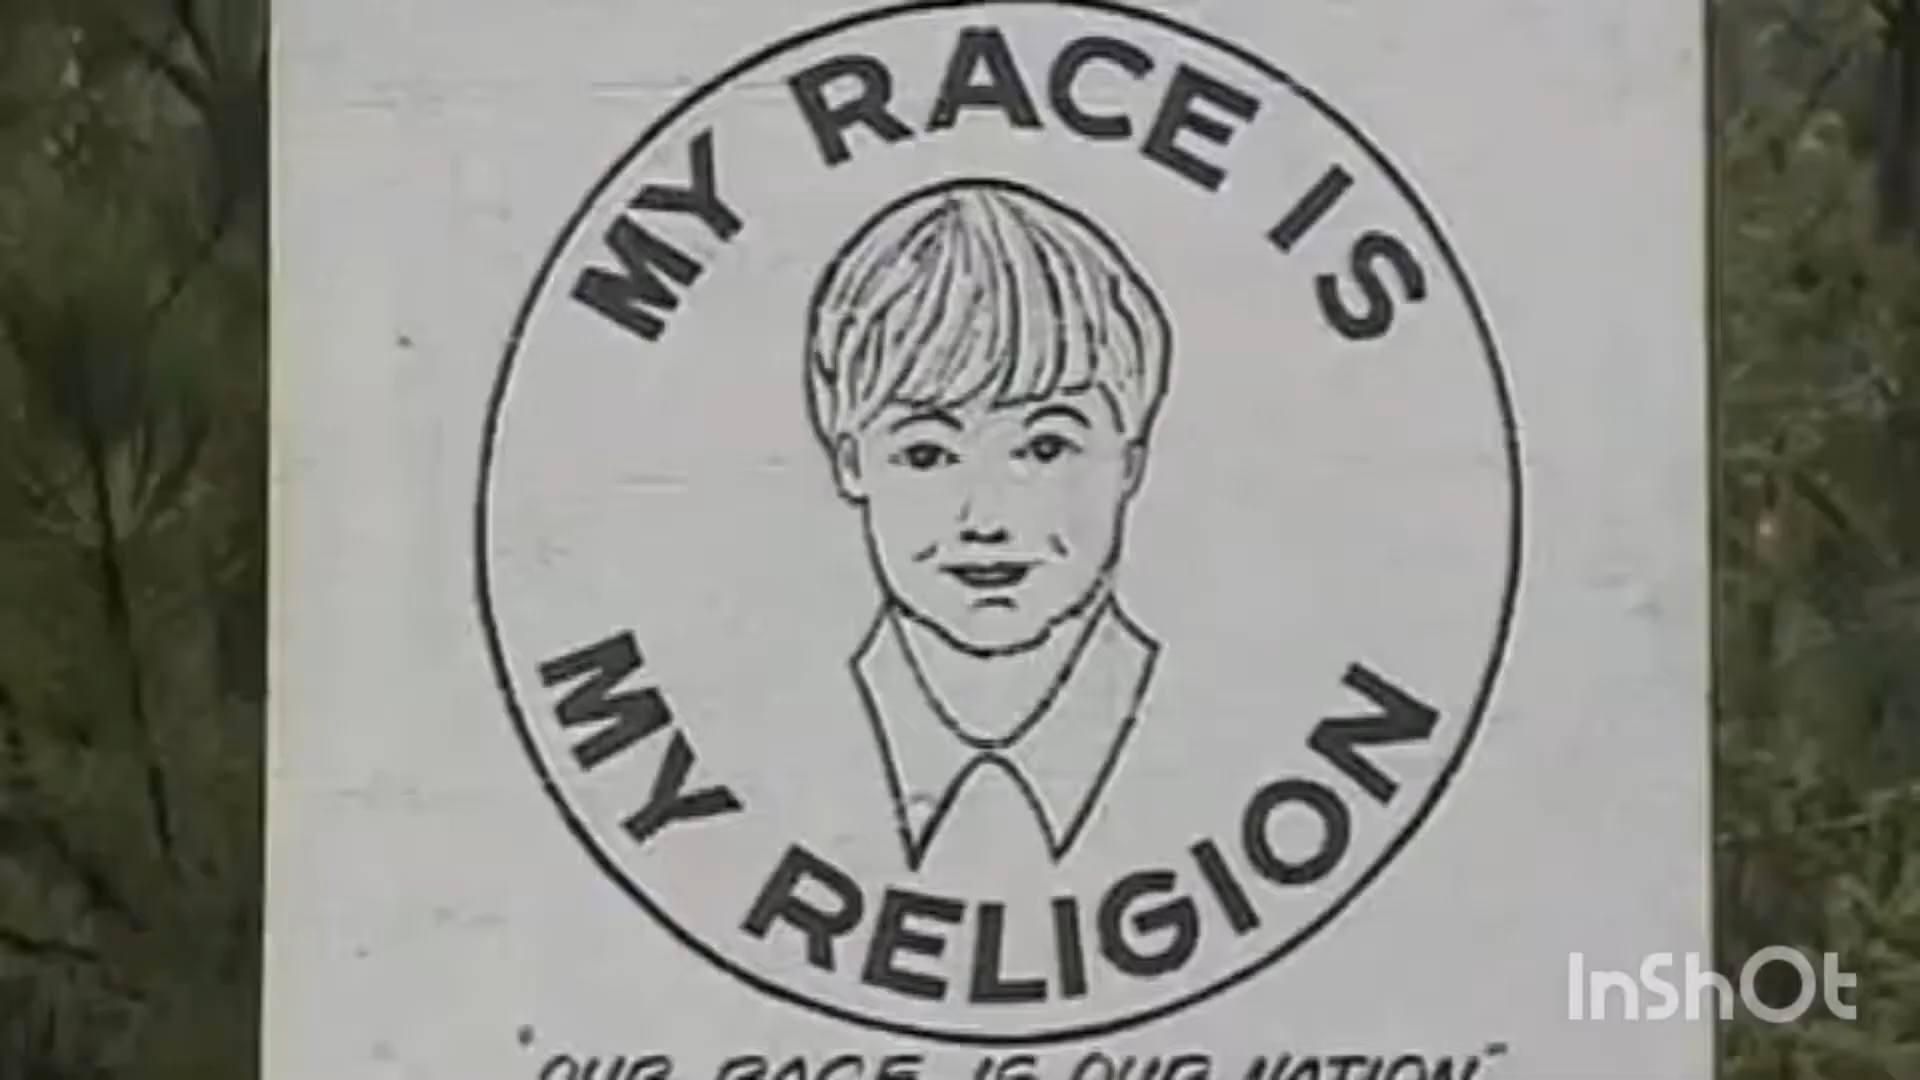 MY RACE IS
MY RELIGION
"OUR RACE IS OUR NATION"
InShOt